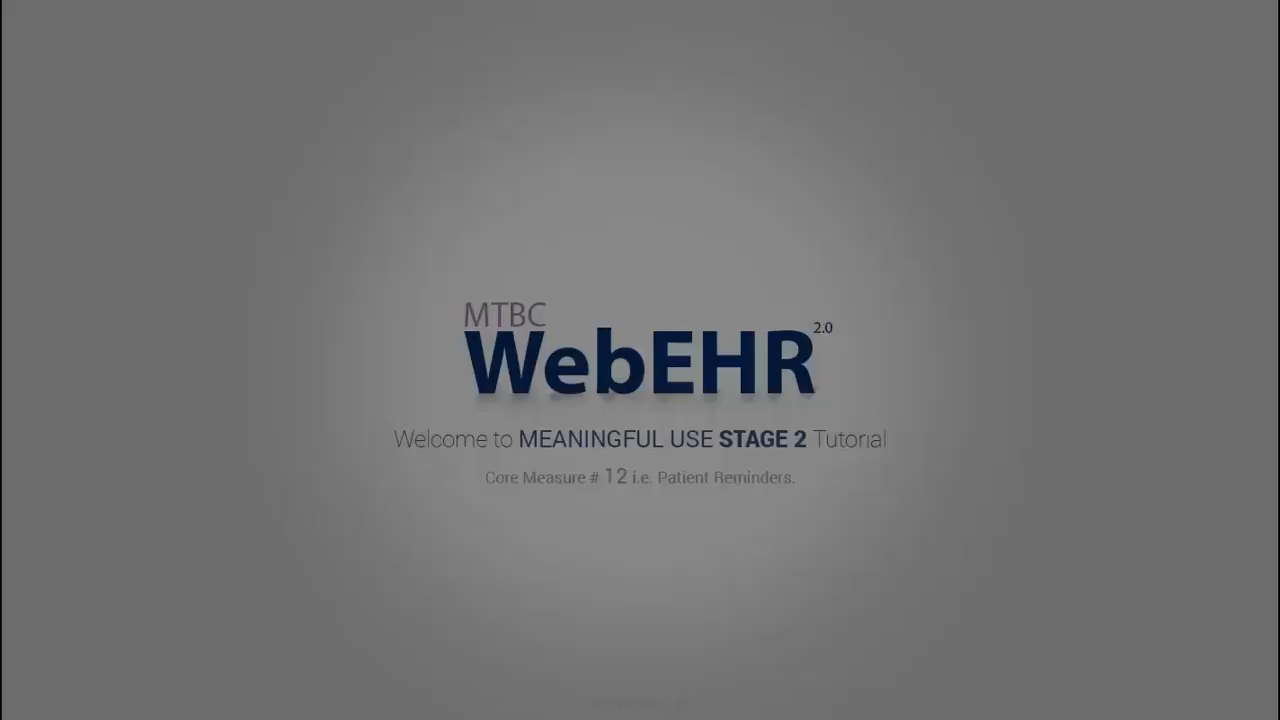 MTBC
WebEHR 2.0
Welcome to MEANINGFUL USE STAGE 2 Tutorial
Core Measure # 12 i.e. Patient Reminders.